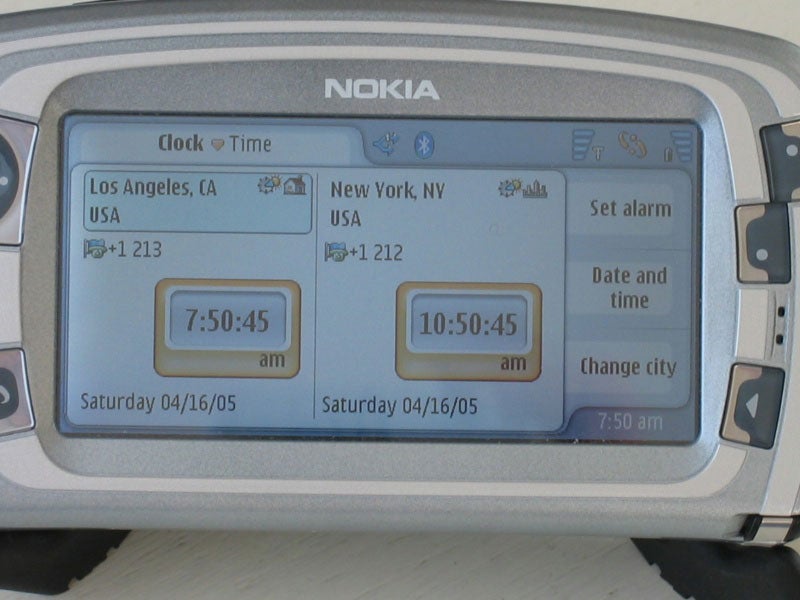 NOKIA
Clock Time
Los Angeles, CA
USA
+1 213
7:50:45
am
Saturday 04/16/05
New York, NY
USA
+1 212
10:50:45
am
Saturday 04/16/05
Set alarm
Date and
time
Change city
7:50 am